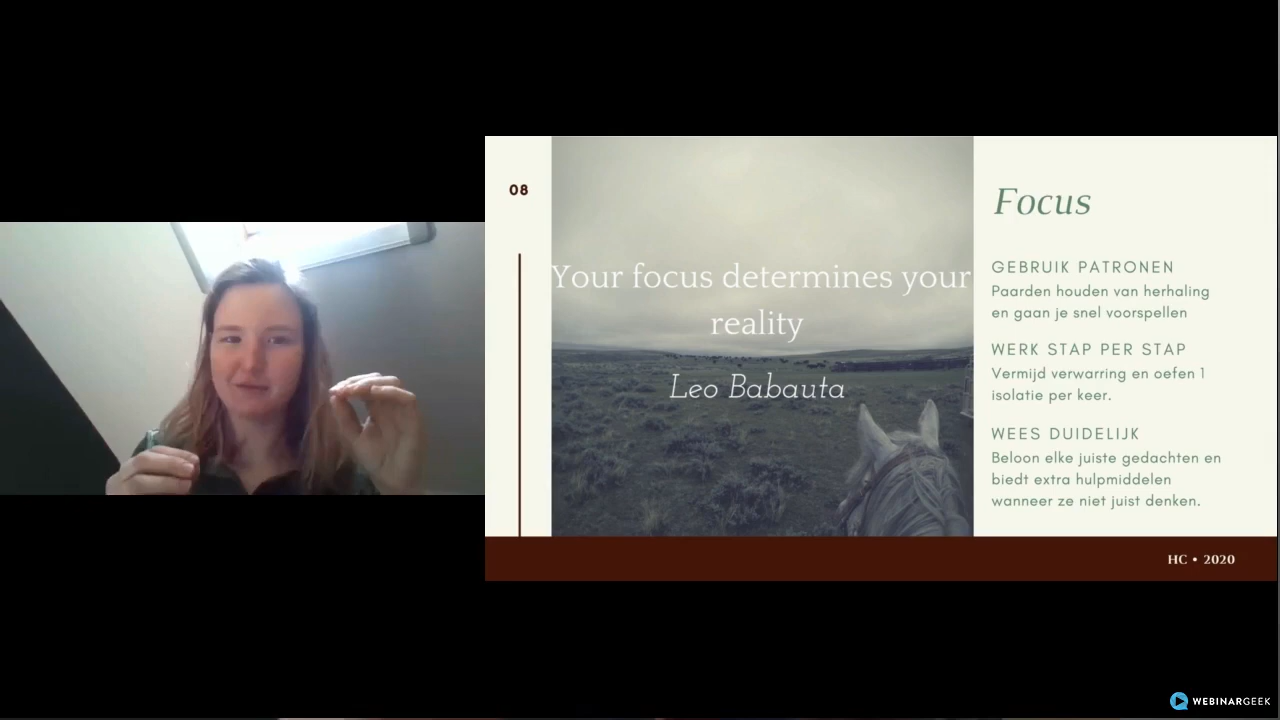 08
Your focus determines your
reality
Leo Babauta
Focus
GEBRUIK PATRONEN
Paarden houden van herhaling
en gaan je snel voorspellen
WERK STAP PER STAP
Vermijd verwarring en oefen 1
isolatie per keer.
WEES DUIDELIJK
Beloon elke juiste gedachten en
biedt extra hulpmiddelen
wanneer ze niet juist denken.
HC • 2020
WEBINARGEEK